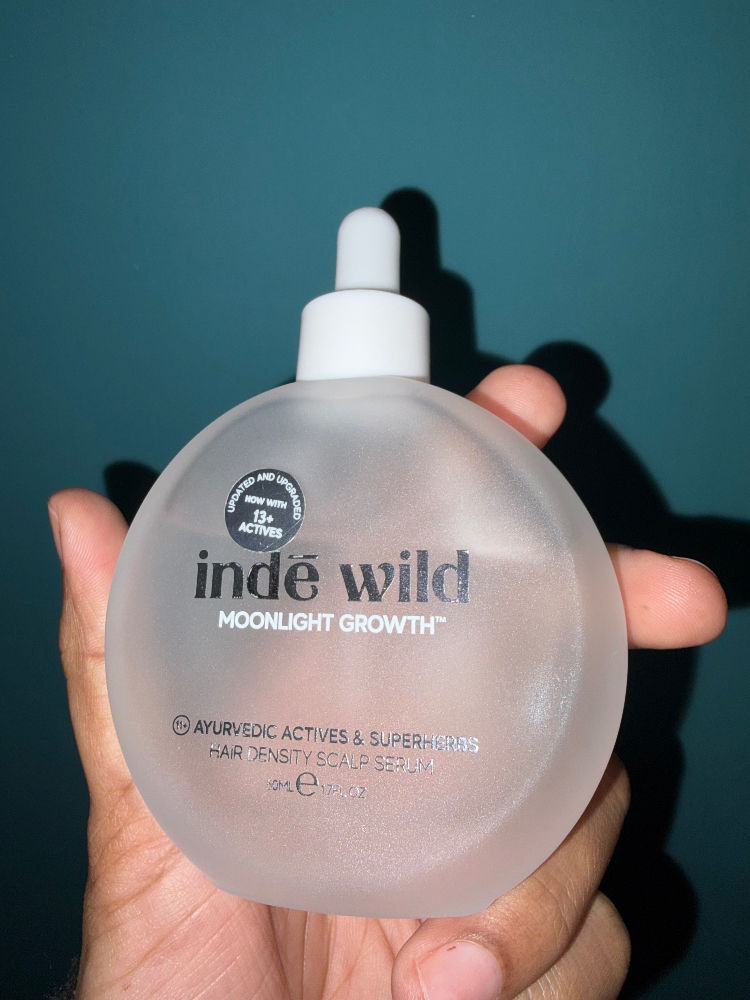 UPDATED AND UPGRADED
NOW WITH
13+
ACTIVES
indē wild
MOONLIGHT GROWTH™
11+ AYURVEDIC ACTIVES & SUPERHERBS
HAIR DENSITY SCALP SERUM
50ML e 1.7FL.OZ